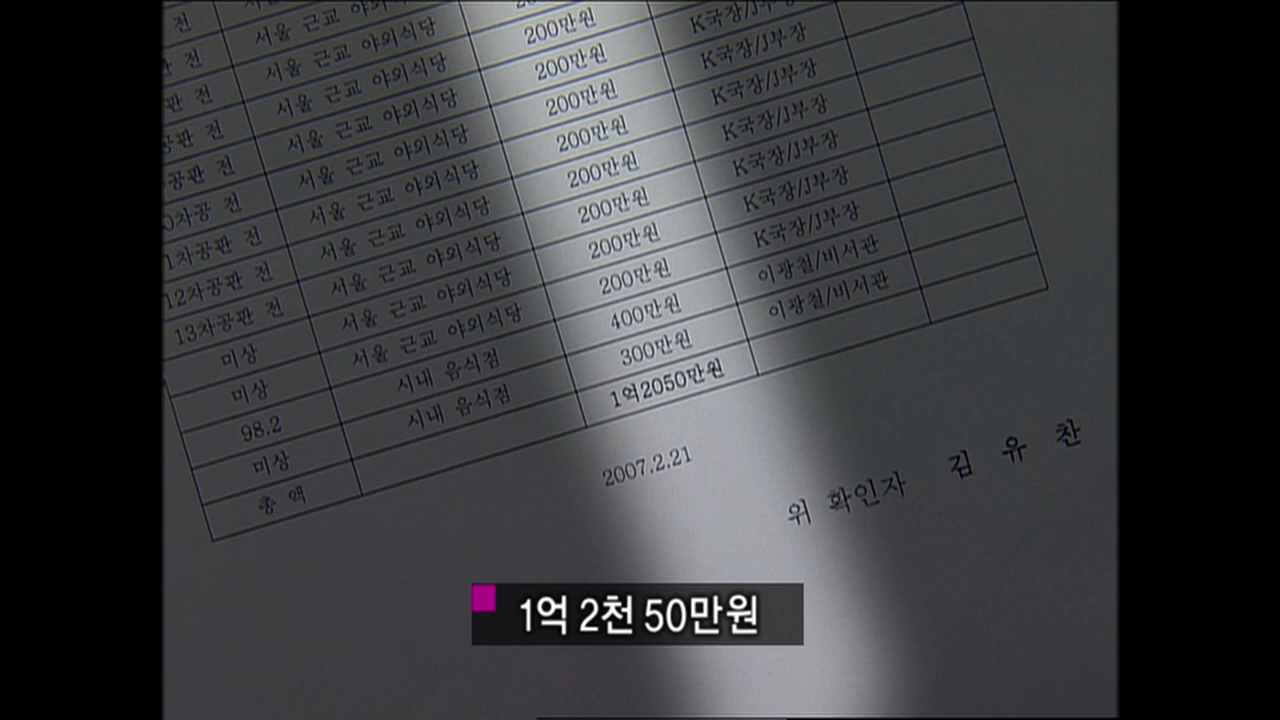 전
판 전 서울 근교 야외식당
판 전 서울 근교 야외식당
공판 전 서울 근교 야외식당 200만원
공판 전 서울 근교 야외식당 200만원 K국장/J부장
0차공 전 서울 근교 야외식당 200만원 K국장/J부장
1차공판 전 서울 근교 야외식당 200만원 K국장/J부장
12차공판 전 서울 근교 야외식당 200만원 K국장/J부장
13차공판 전 서울 근교 야외식당 200만원 K국장/J부장
미상 서울 근교 야외식당 200만원 K국장/J부장
미상 서울 근교 야외식당 200만원 K국장/J부장
98.2 시내 음식점 400만원 이광철/비서관
미상 시내 음식점 300만원 이광철/비서관
총 액 1억2050만원
2007.2.21
위 확인자 김 유 찬
1억 2천 50만원